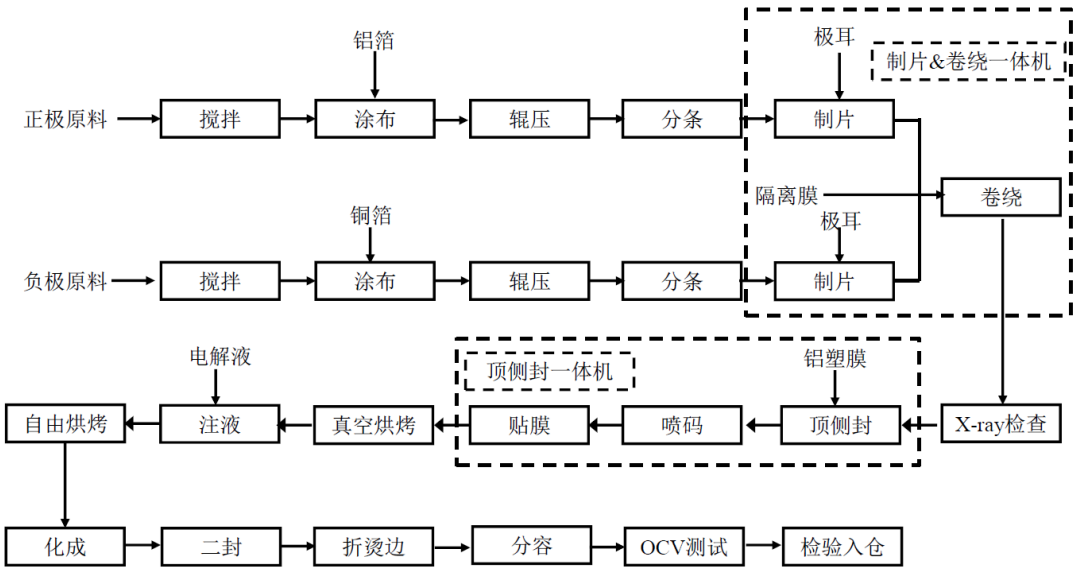 铝箔
极耳
制片&卷绕一体机
正极原料
搅拌
涂布
辊压
分条
制片
隔离膜
卷绕
铜箔
极耳
负极原料
搅拌
涂布
辊压
分条
制片
电解液
顶侧封一体机
铝塑膜
自由烘烤
注液
真空烘烤
贴膜
喷码
顶侧封
X-ray检查
化成
二封
折烫边
分容
OCV测试
检验入仓